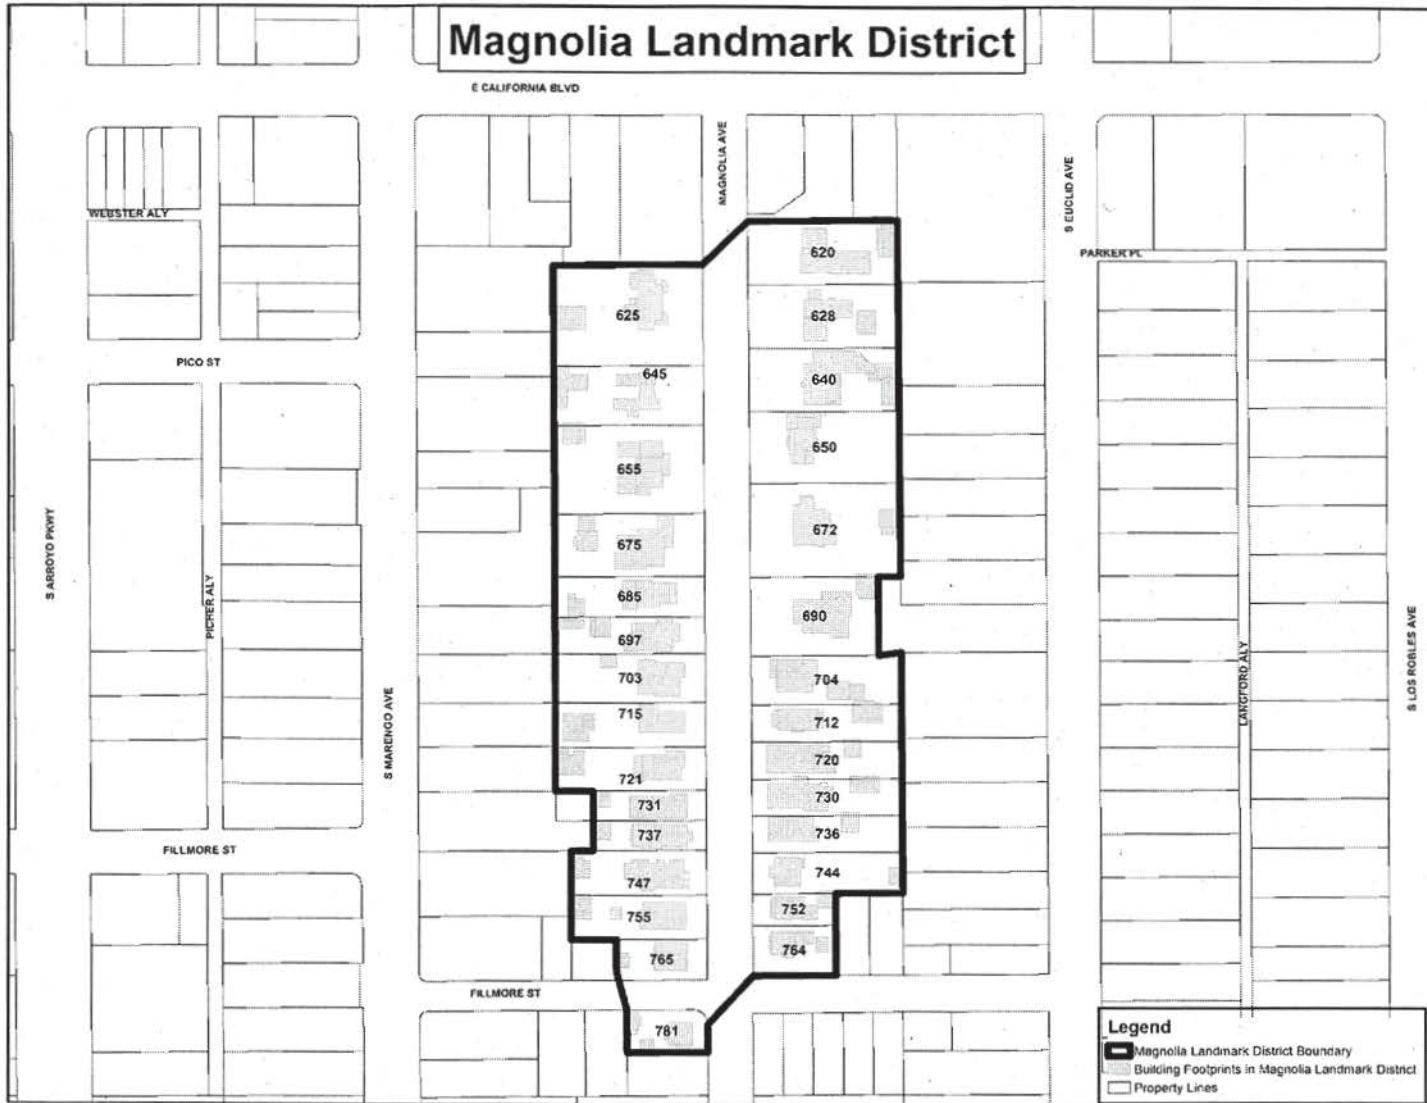 Magnolia Landmark District
E CALIFORNIA BLVD
MAGNOLIA AVE
S EUCLID AVE
WEBSTER ALY
PARKER PL
PICO ST
S ARROYO PKWY
PICHER ALY
S MARENGO AVE
LANGFORD ALY
S LOS ROBLES AVE
FILLMORE ST
FILLMORE ST
620
625
628
645
640
650
655
672
675
685
690
697
703
704
715
712
720
721
730
731
737
736
744
747
752
755
764
765
781
Legend
Magnolia Landmark District Boundary
Building Footprints in Magnolia Landmark District
Property Lines